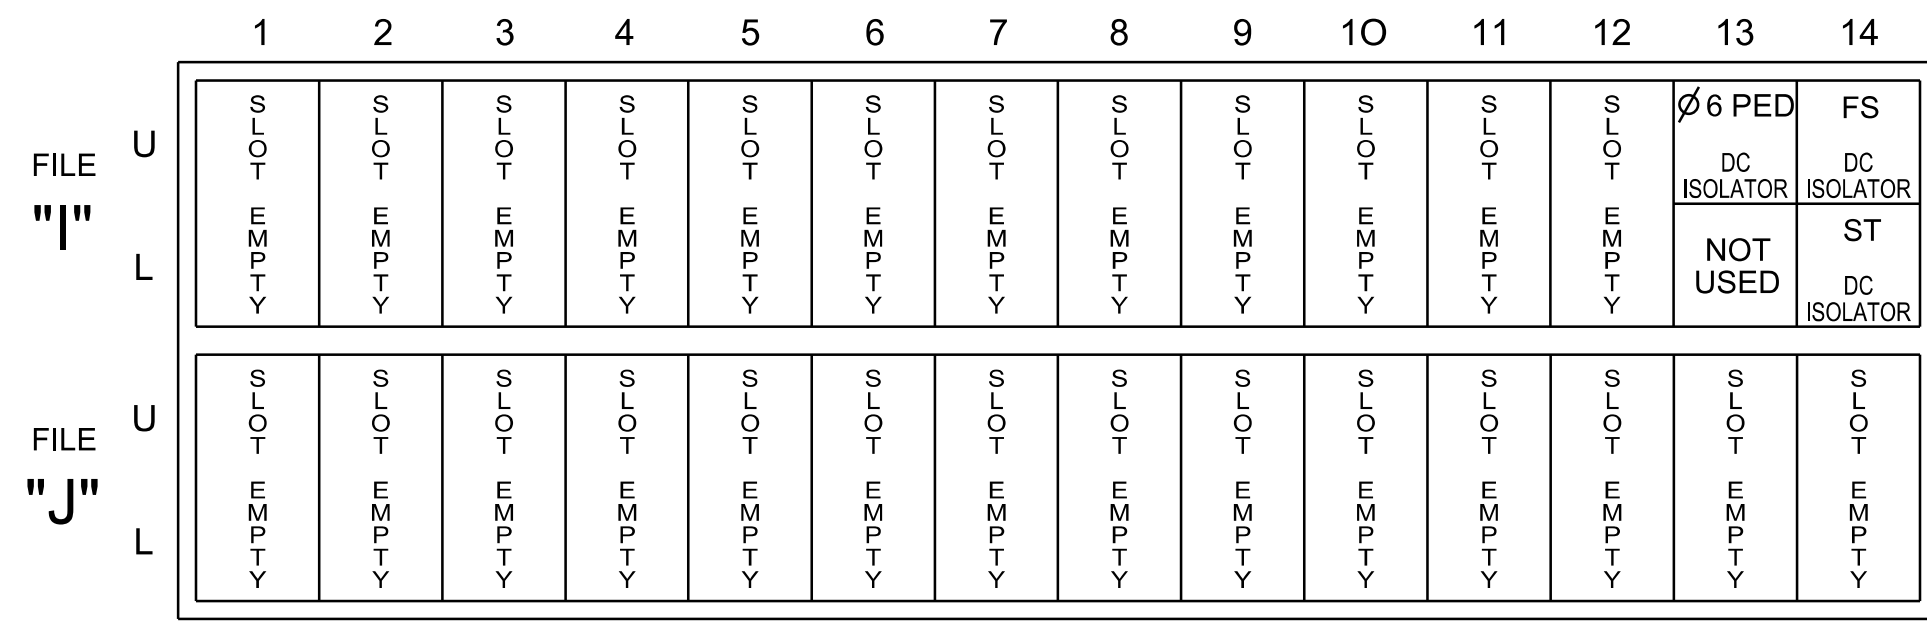 1 2 3 4 5 6 7 8 9 10 11 12 13 14
FILE
"I"
U
L
SLOT EMPTY
SLOT EMPTY
SLOT EMPTY
SLOT EMPTY
SLOT EMPTY
SLOT EMPTY
SLOT EMPTY
SLOT EMPTY
SLOT EMPTY
SLOT EMPTY
SLOT EMPTY
SLOT EMPTY
Ø 6 PED
DC
ISOLATOR
NOT
USED
FS
DC
ISOLATOR
ST
DC
ISOLATOR
FILE
"J"
U
L
SLOT EMPTY
SLOT EMPTY
SLOT EMPTY
SLOT EMPTY
SLOT EMPTY
SLOT EMPTY
SLOT EMPTY
SLOT EMPTY
SLOT EMPTY
SLOT EMPTY
SLOT EMPTY
SLOT EMPTY
SLOT EMPTY
SLOT EMPTY